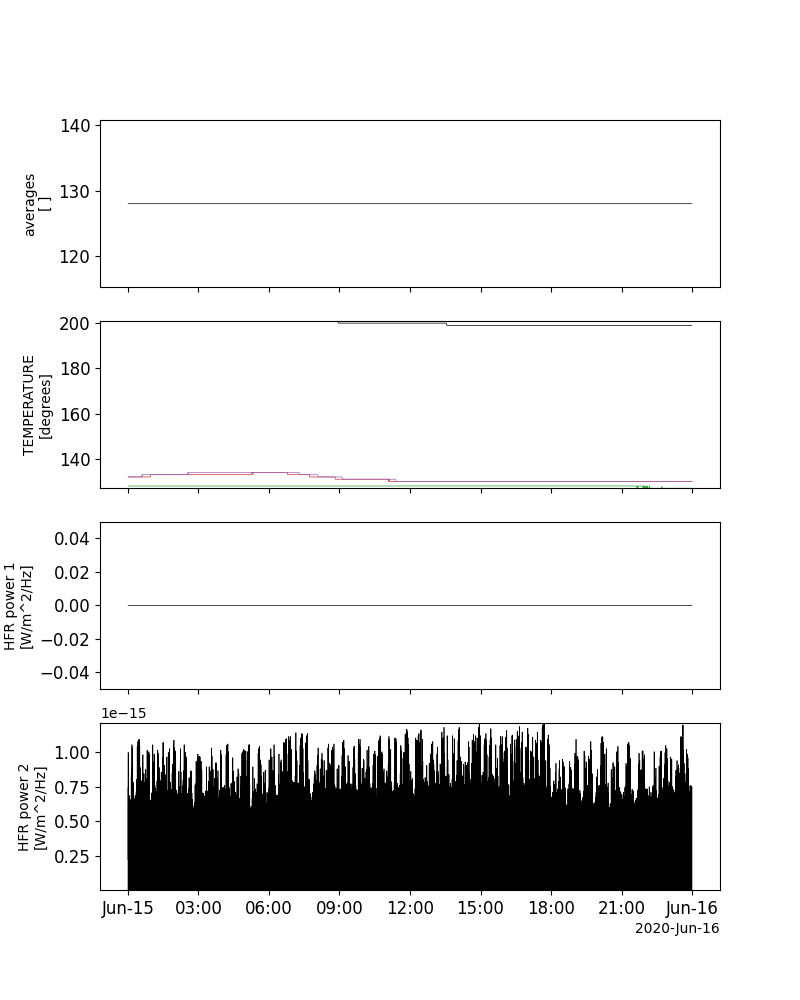 140
130
120
averages
[ ]
200
180
160
140
TEMPERATURE
[degrees]
0.04
0.02
0.00
−0.02
−0.04
HFR power 1
[W/m^2/Hz]
1e−15
1.00
0.75
0.50
0.25
HFR power 2
[W/m^2/Hz]
Jun-15 03:00 06:00 09:00 12:00 15:00 18:00 21:00 Jun-16
2020-Jun-16